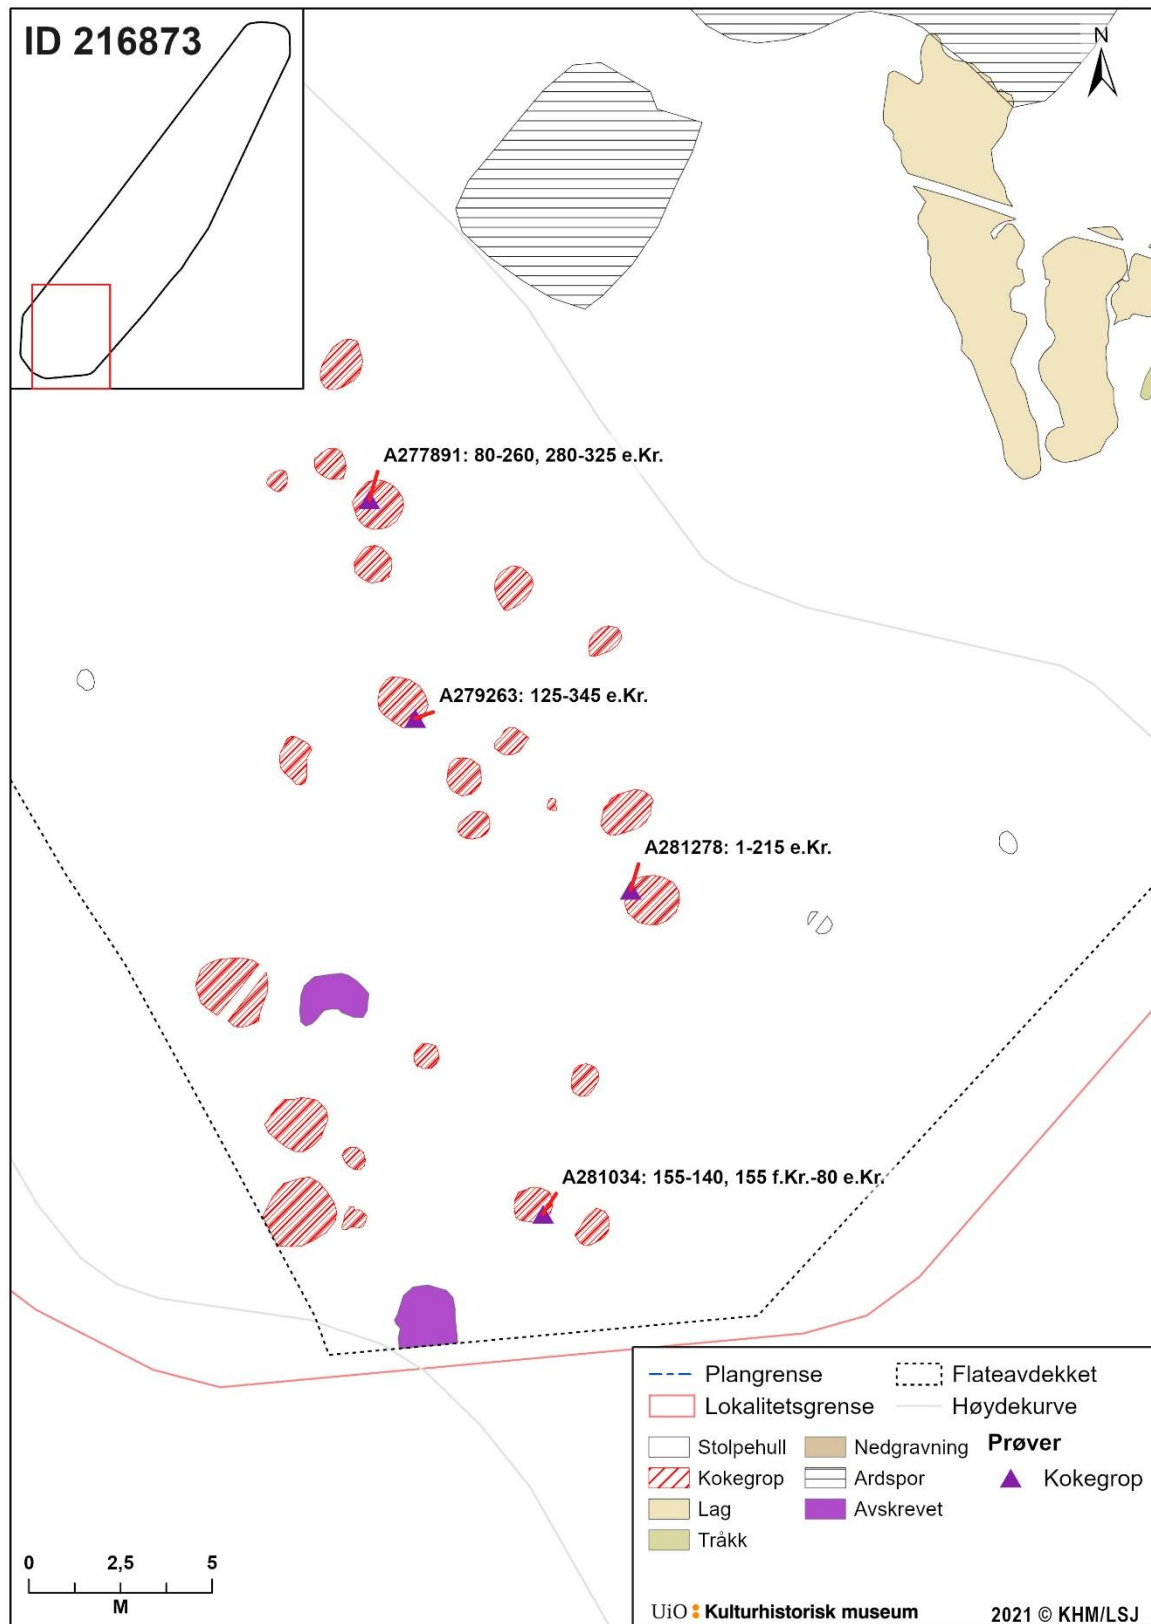 ID 216873
N
A277891: 80-260, 280-325 e.Kr.
A279263: 125-345 e.Kr.
A281278: 1-215 e.Kr.
A281034: 155-140, 155 f.Kr.-80 e.Kr.
Plangrense
Flateavdekket
Lokalitetsgrense
Høydekurve
Stolpehull
Nedgravning
Prøver
Kokegrop
Ardspor
Kokegrop
Lag
Avskrevet
Tråkk
0 2,5 5
M
UiO Kulturhistorisk museum
2021 © KHM/LSJ